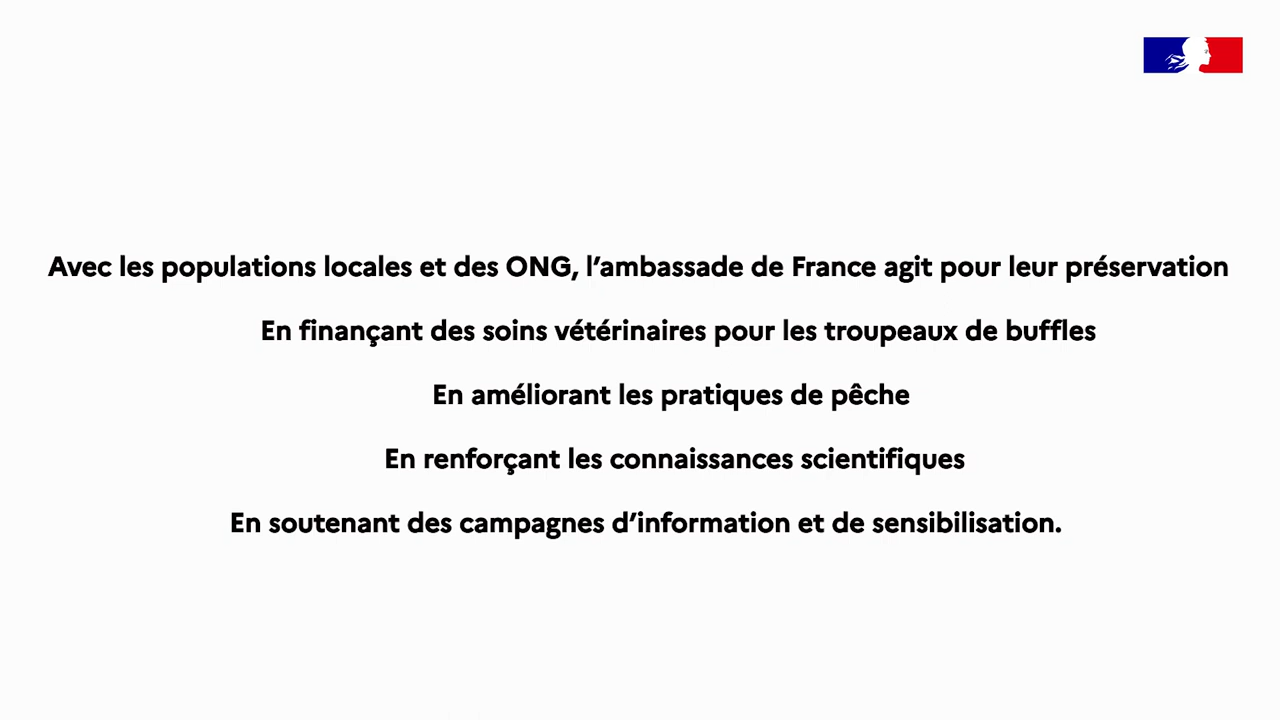 Avec les populations locales et des ONG, l’ambassade de France agit pour leur préservation
En finançant des soins vétérinaires pour les troupeaux de buffles
En améliorant les pratiques de pêche
En renforçant les connaissances scientifiques
En soutenant des campagnes d’information et de sensibilisation.